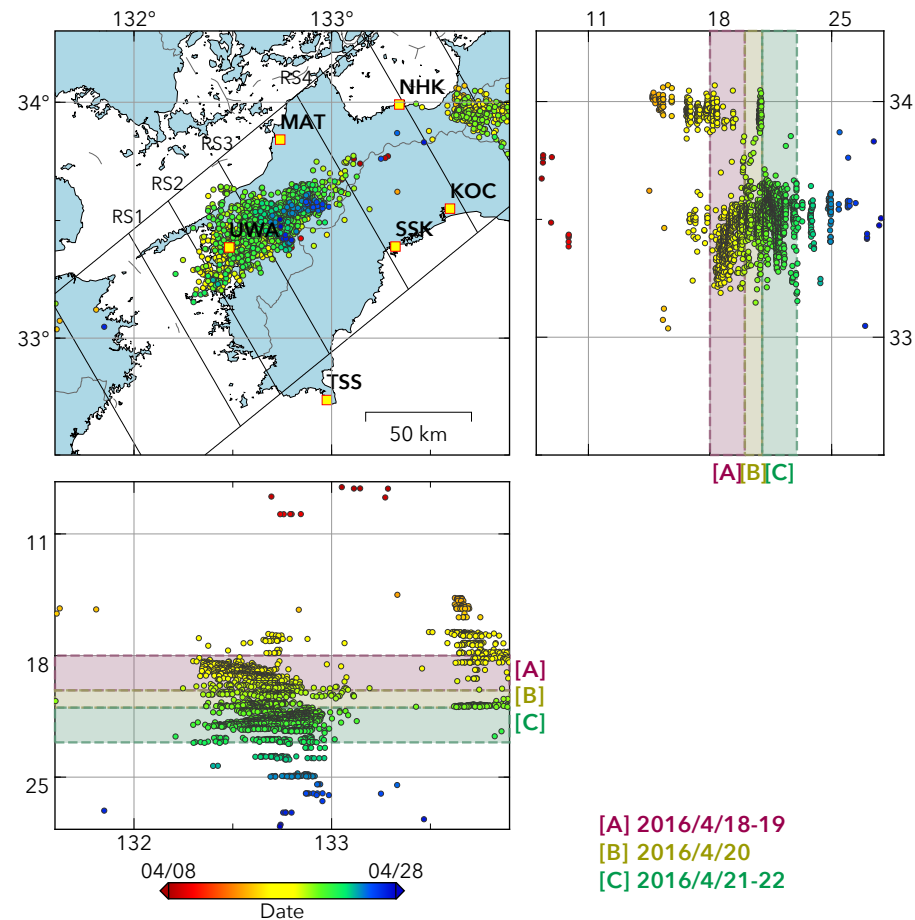 132° 133°
11 18 25
34°
33°
RS4
RS3
RS2
RS1
NHK
MAT
KOC
UWA
SSK
TSS
50 km
34
33
[A] [B] [C]
11
18
25
[A]
[B]
[C]
132 133
04/08 04/28
Date
[A] 2016/4/18-19
[B] 2016/4/20
[C] 2016/4/21-22